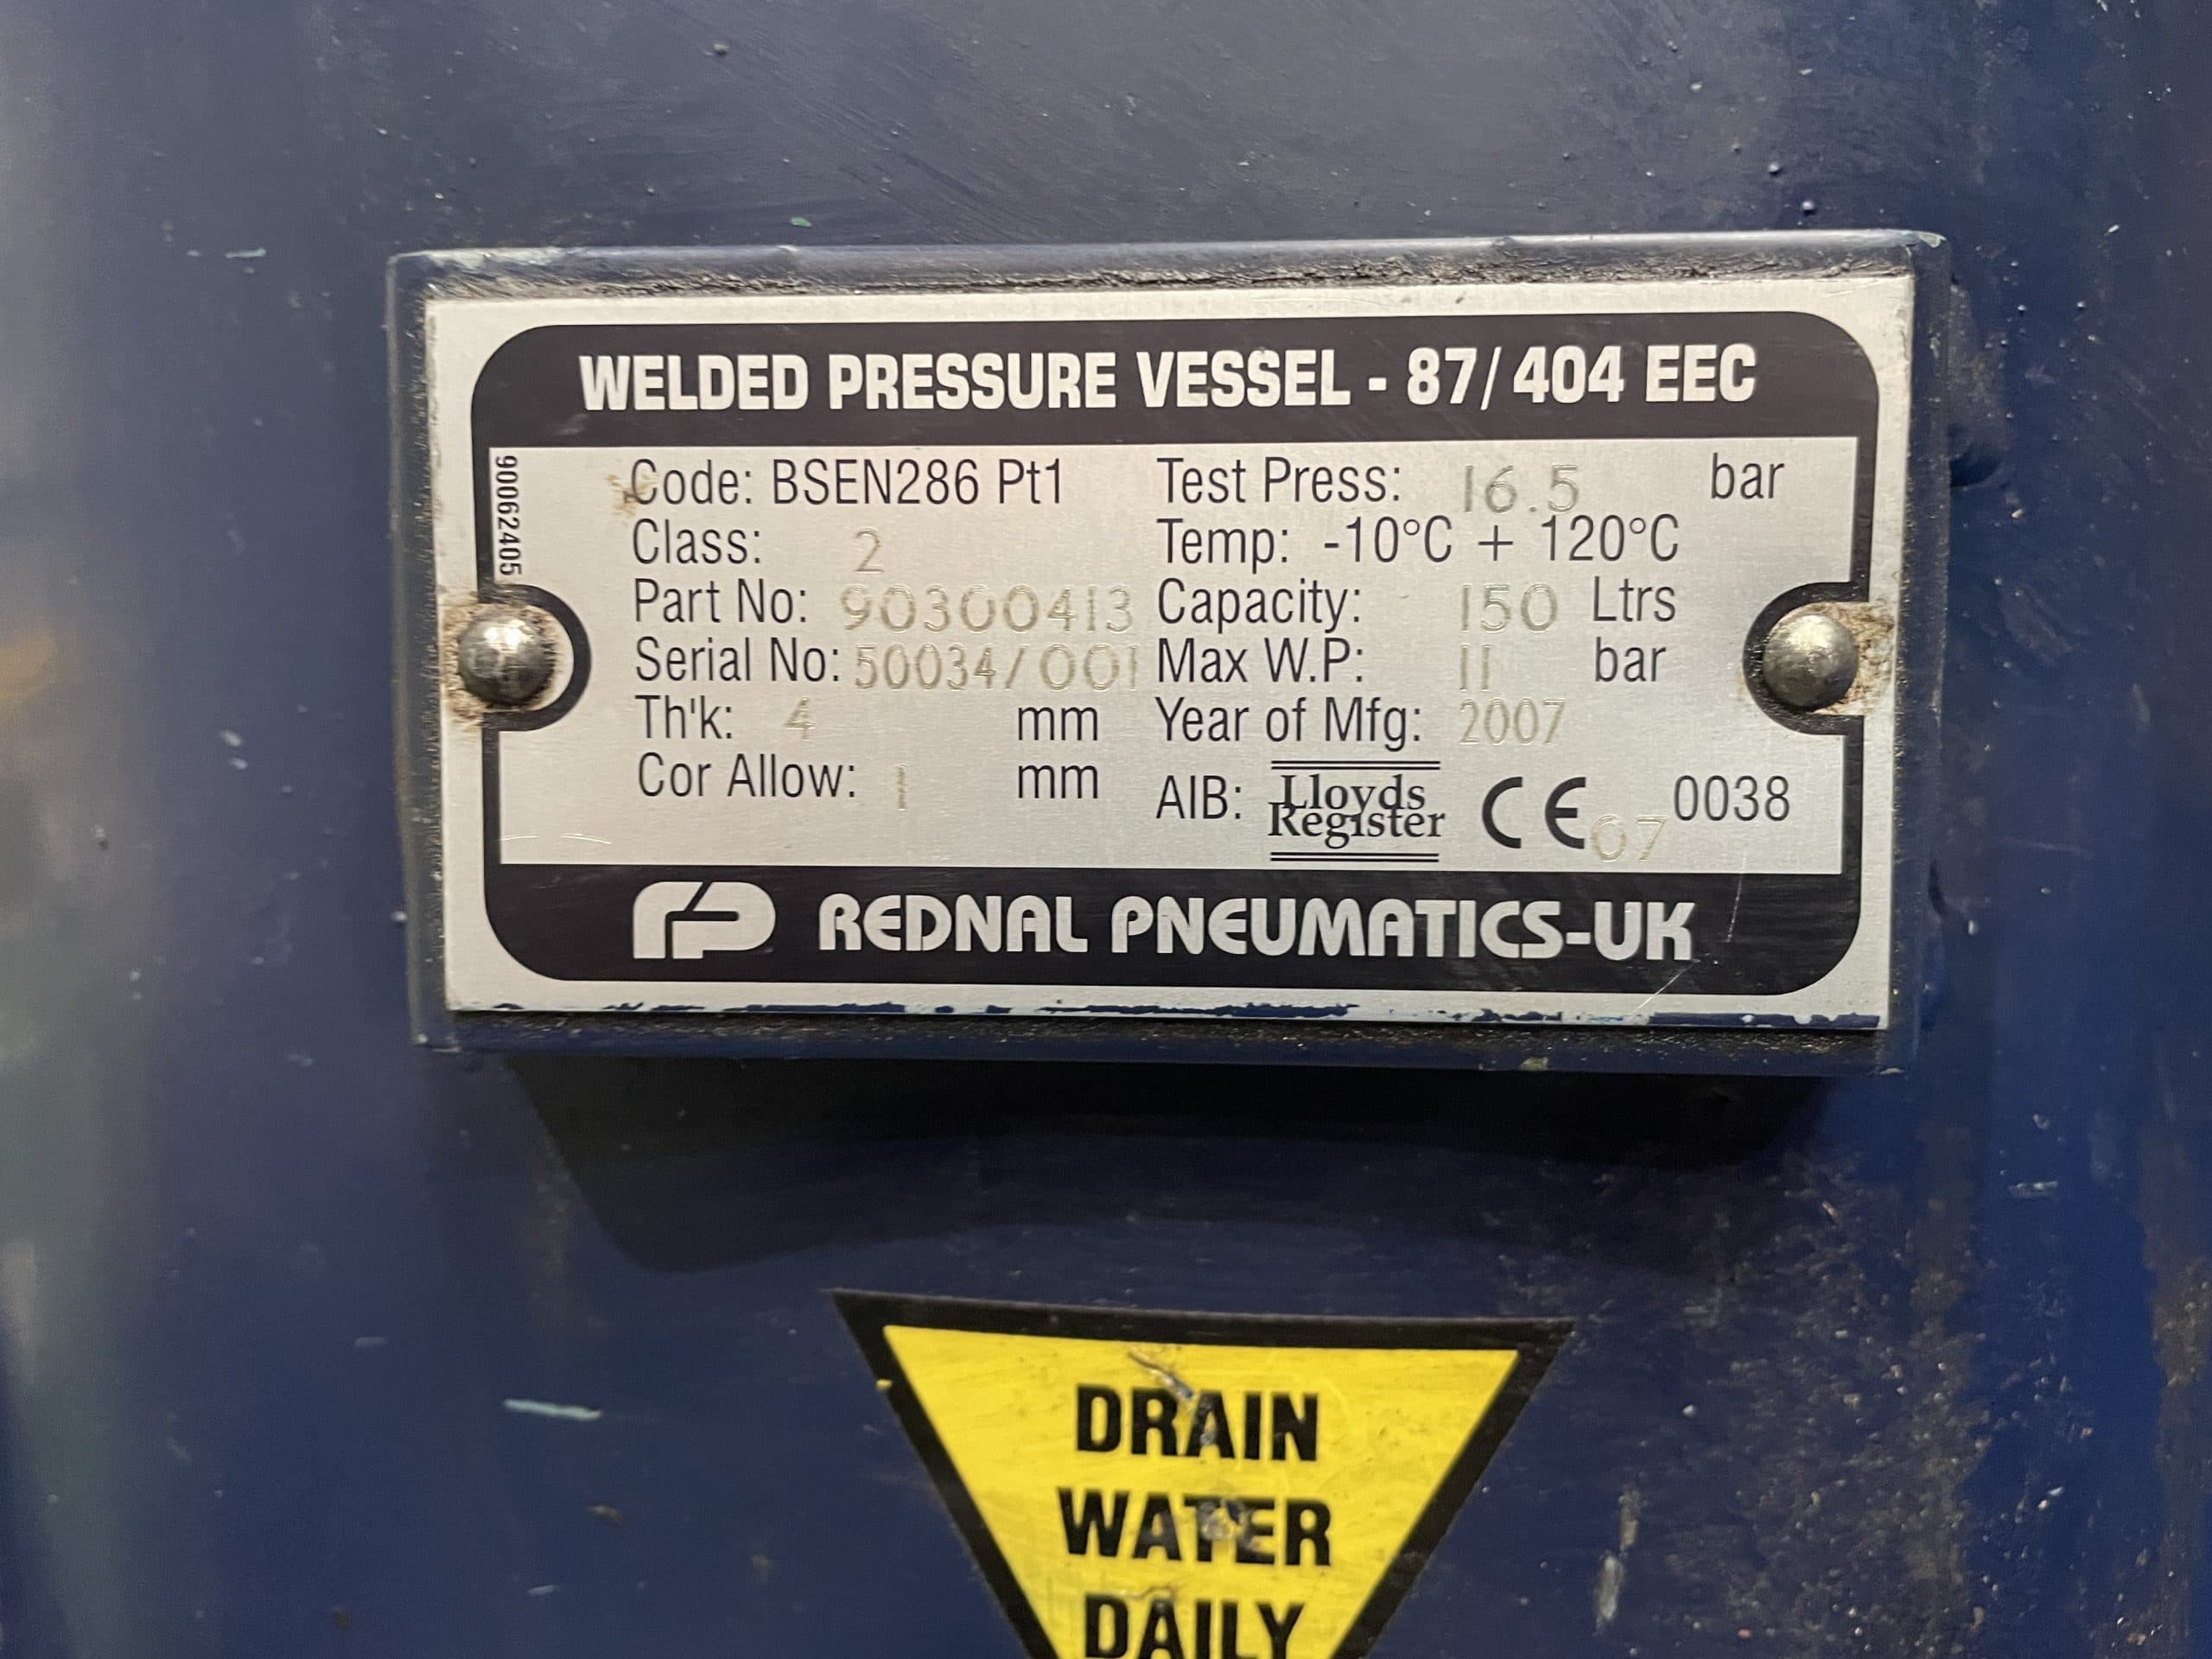 WELDED PRESSURE VESSEL - 87/404 EEC
90062405
Code: BSEN286 Pt1 Test Press: 16.5 bar
Class: 2 Temp: -10°C + 120°C
Part No: 90300413 Capacity: 150 Ltrs
Serial No: 50034/001 Max W.P: 11 bar
Th'k: 4 mm Year of Mfg: 2007
Cor Allow: 1 mm AIB: Lloyds Register CE 07 0038
rp REDNAL PNEUMATICS-UK
DRAIN
WATER
DAILY